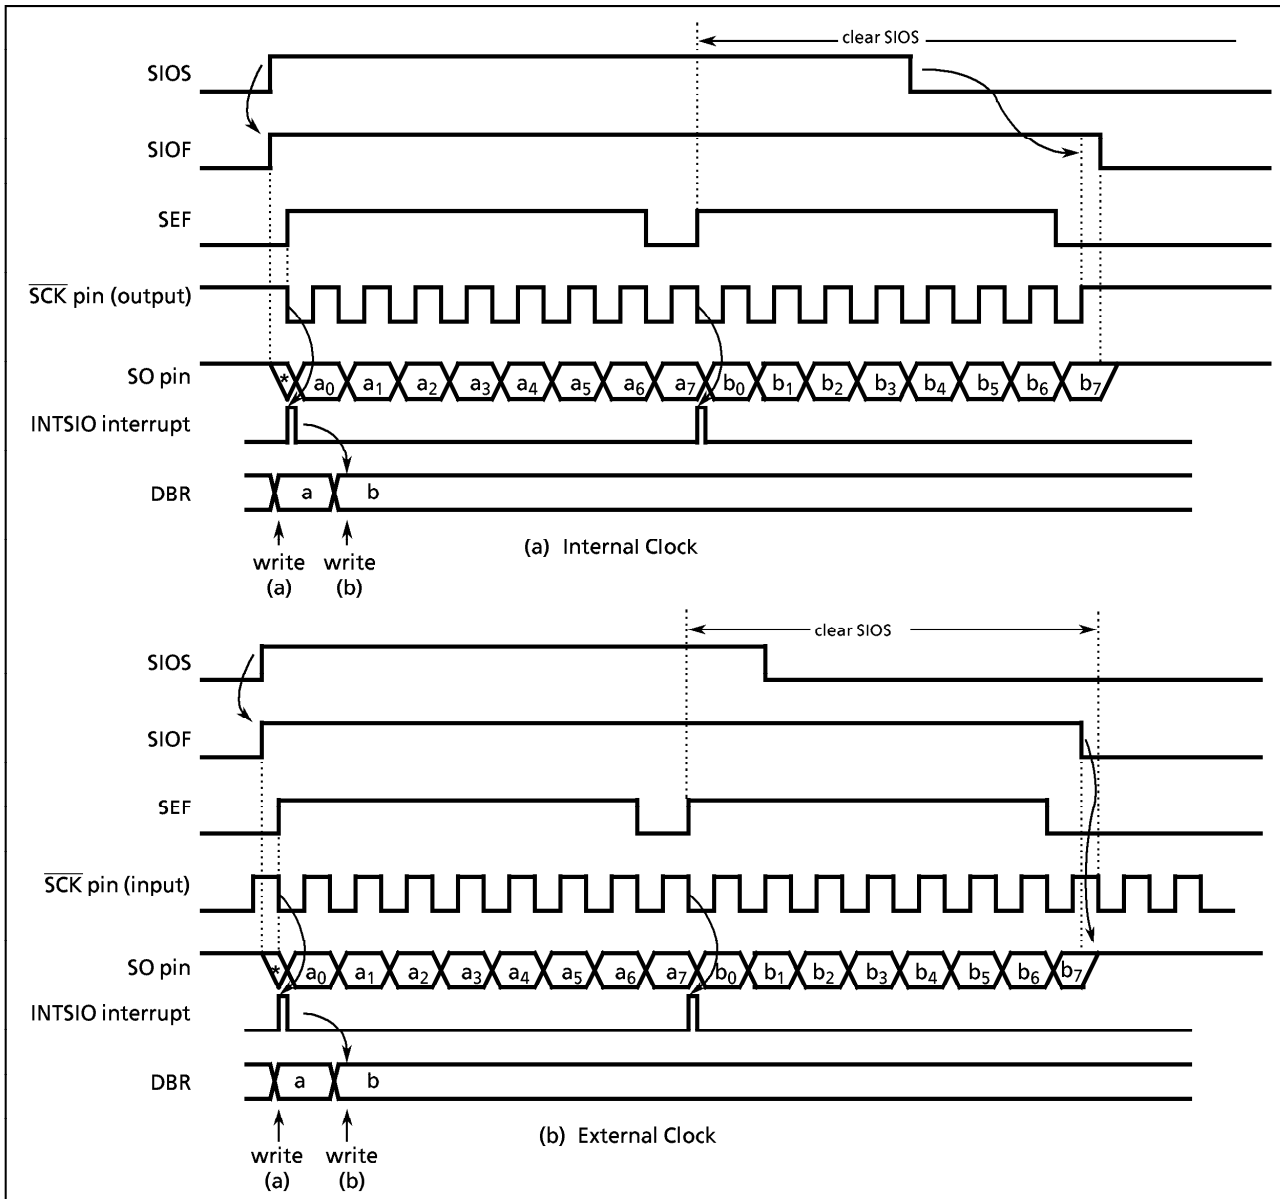 clear SIOS
SIOS
SIOF
SEF
SCK pin (output)
SO pin
* a0 a1 a2 a3 a4 a5 a6 a7 b0 b1 b2 b3 b4 b5 b6 b7
INTSIO interrupt
DBR
a b
write (a)
write (b)
(a) Internal Clock
clear SIOS
SIOS
SIOF
SEF
SCK pin (input)
SO pin
* a0 a1 a2 a3 a4 a5 a6 a7 b0 b1 b2 b3 b4 b5 b6 b7
INTSIO interrupt
DBR
a b
write (a)
write (b)
(b) External Clock